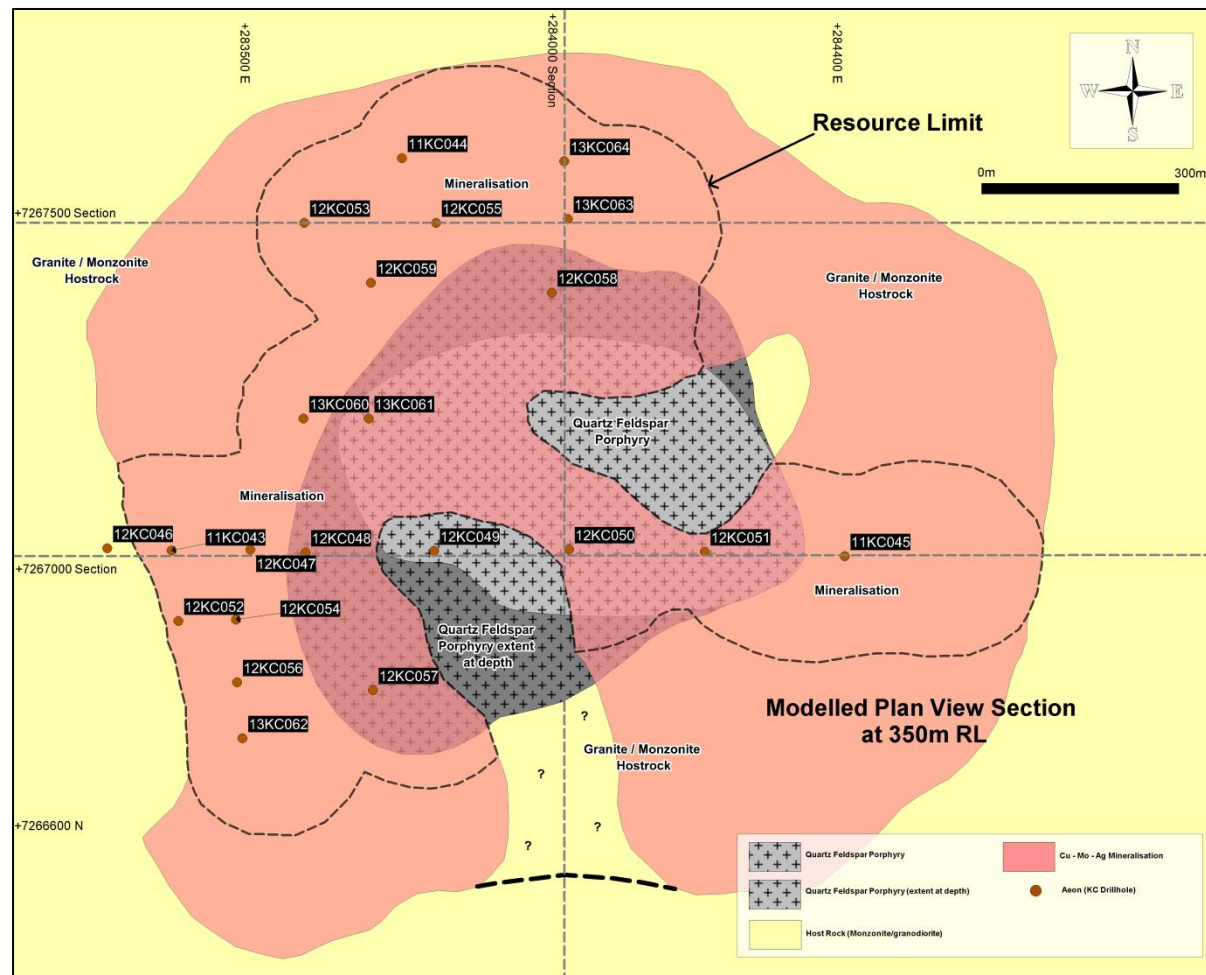 +283500 E
+284000 Section
+284400 E
N
W
E
S
Resource Limit
0m
300m
11KC044
13KC064
Mineralisation
+7267500 Section
12KC053
12KC055
13KC063
Granite / Monzonite
Hostrock
12KC059
12KC058
Granite / Monzonite
Hostrock
13KC060
13KC061
Quartz Feldspar
Porphyry
Mineralisation
12KC046
11KC043
12KC048
12KC049
12KC050
12KC051
11KC045
12KC047
+7267000 Section
Mineralisation
12KC052
12KC054
Quartz Feldspar
Porphyry extent
at depth
12KC056
12KC057
13KC062
Modelled Plan View Section
at 350m RL
?
Granite / Monzonite
Hostrock
?
?
?
+7266600 N
Quartz Feldspar Porphyry
Cu - Mo - Ag Mineralisation
Quartz Feldspar Porphyry (extent at depth)
Aeon (KC Drillhole)
Host Rock (Monzonite/granodiorite)